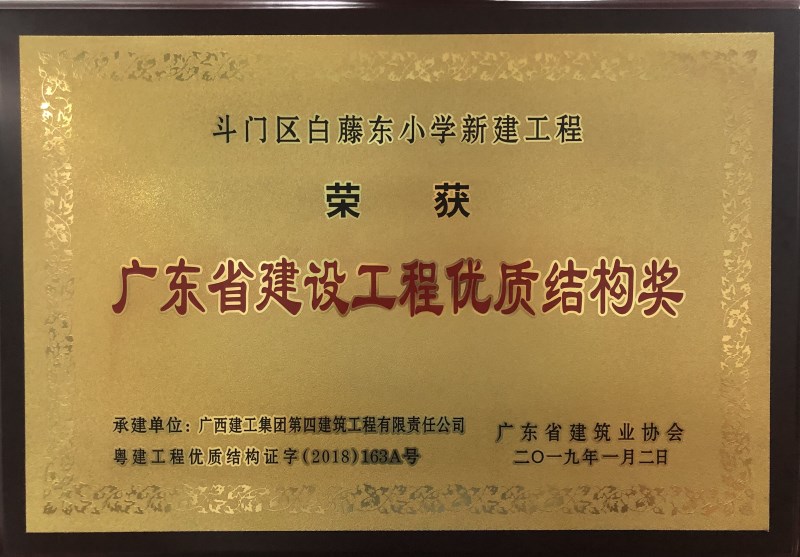 斗门区白藤东小学新建工程
荣 获
广东省建设工程优质结构奖
承建单位：广西建工集团第四建筑工程有限责任公司
粤建工程优质结构证字(2018)163A号
广东省建筑业协会
二〇一九年一月二日